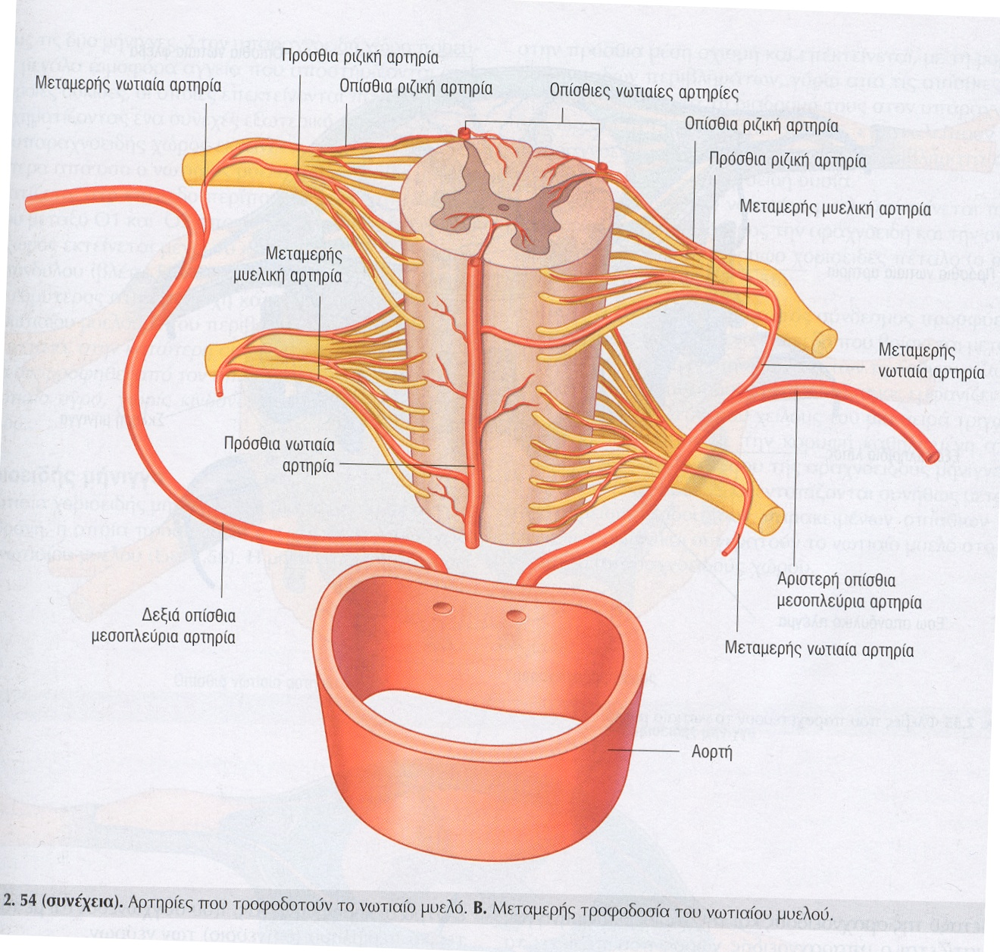 Πρόσθια ριζική αρτηρία
Μεταμερής νωτιαία αρτηρία
Οπίσθια ριζική αρτηρία
Οπίσθιες νωτιαίες αρτηρίες
Οπίσθια ριζική αρτηρία
Πρόσθια ριζική αρτηρία
Μεταμερής μυελική αρτηρία
Μεταμερής
μυελική αρτηρία
Μεταμερής
νωτιαία αρτηρία
Πρόσθια νωτιαία
αρτηρία
Αριστερή οπίσθια
μεσοπλεύρια αρτηρία
Δεξιά οπίσθια
μεσοπλεύρια αρτηρία
Μεταμερής νωτιαία αρτηρία
Αορτή
2. 54 (συνέχεια). Αρτηρίες που τροφοδοτούν το νωτιαίο μυελό. Β. Μεταμερής τροφοδοσία του νωτιαίου μυελού.